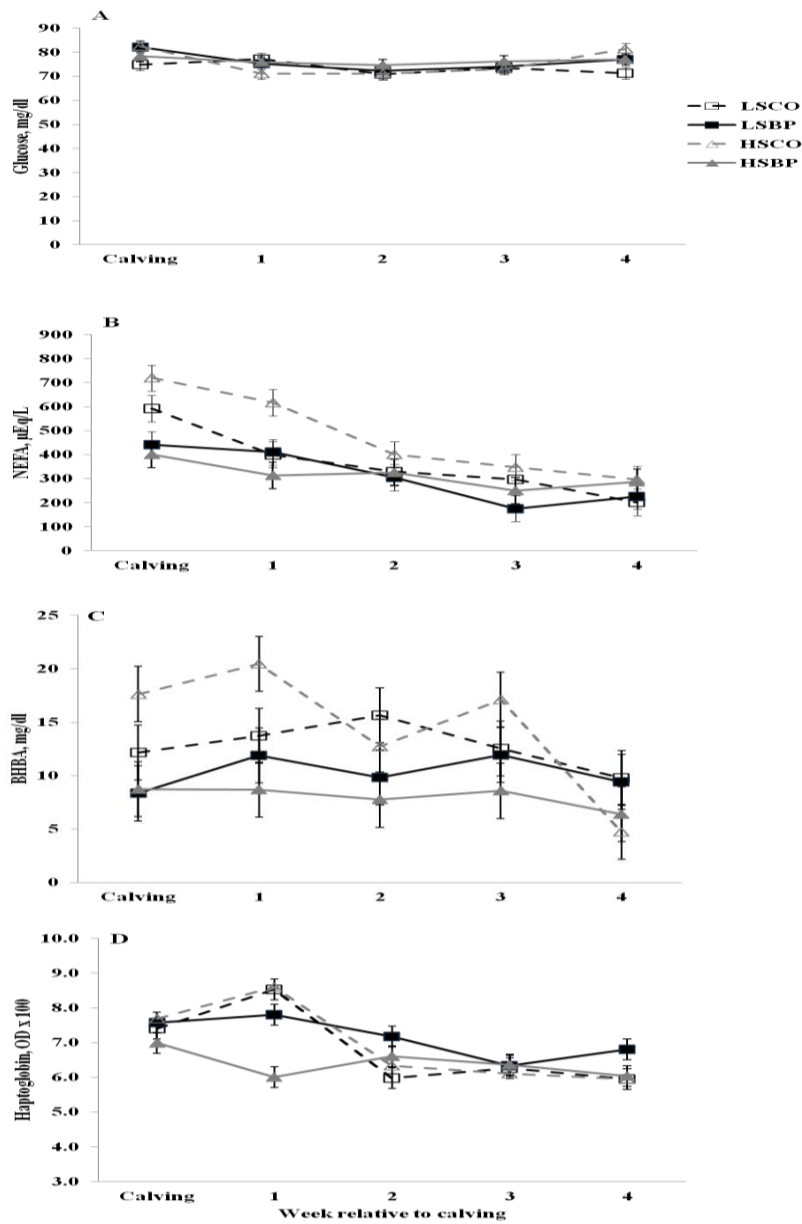 A
Glucose, mg/dl
90
80
70
60
50
40
30
20
10
0
Calving 1 2 3 4
LSCO
LSBP
HSCO
HSBP
B
NEFA, µEq/L
900
800
700
600
500
400
300
200
100
0
Calving 1 2 3 4
C
BHBA, mg/dl
25
20
15
10
5
0
Calving 1 2 3 4
D
Haptoglobin, OD x 100
10.0
9.0
8.0
7.0
6.0
5.0
4.0
3.0
Calving 1 2 3 4
Week relative to calving